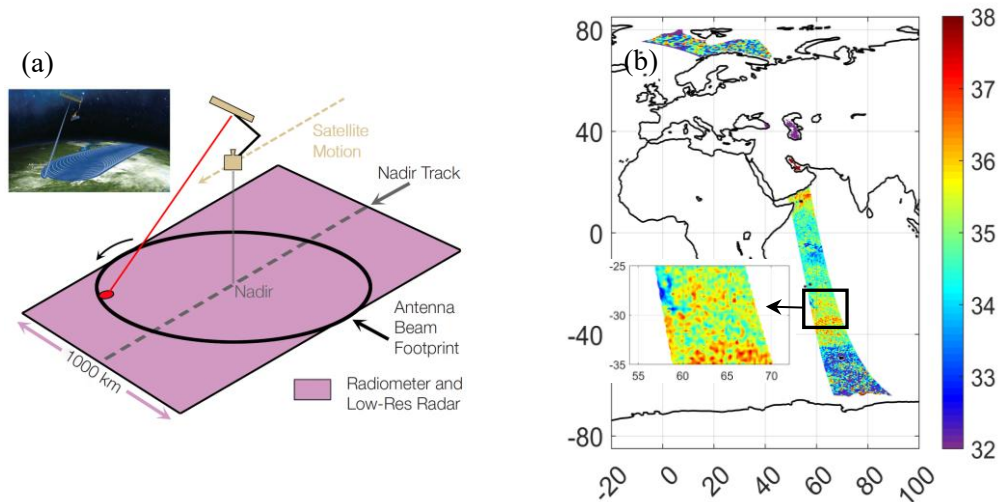 (a)
Satellite
Motion
Nadir Track
Nadir
Antenna
Beam
Footprint
1000 km
Radiometer and
Low-Res Radar
(b)
80
40
0
-40
-80
-20
0
20
40
60
80
100
-25
-30
-35
55
60
65
70
38
37
36
35
34
33
32